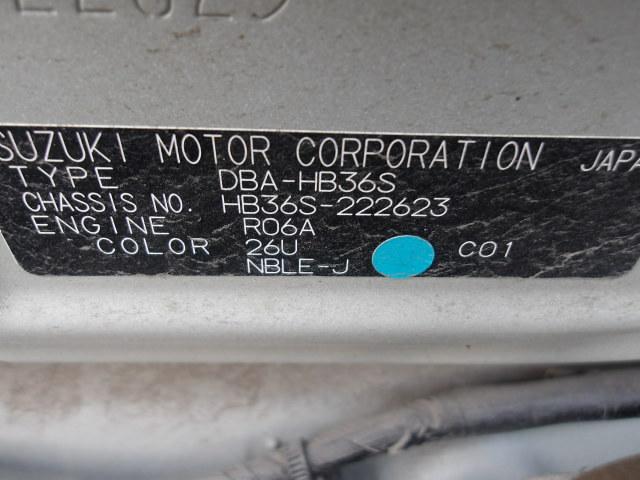 SUZUKI MOTOR CORPORATION JAPA
TYPE DBA-HB36S
CHASSIS NO. HB36S-222623
ENGINE R06A
COLOR 26U C01
NBLE-J